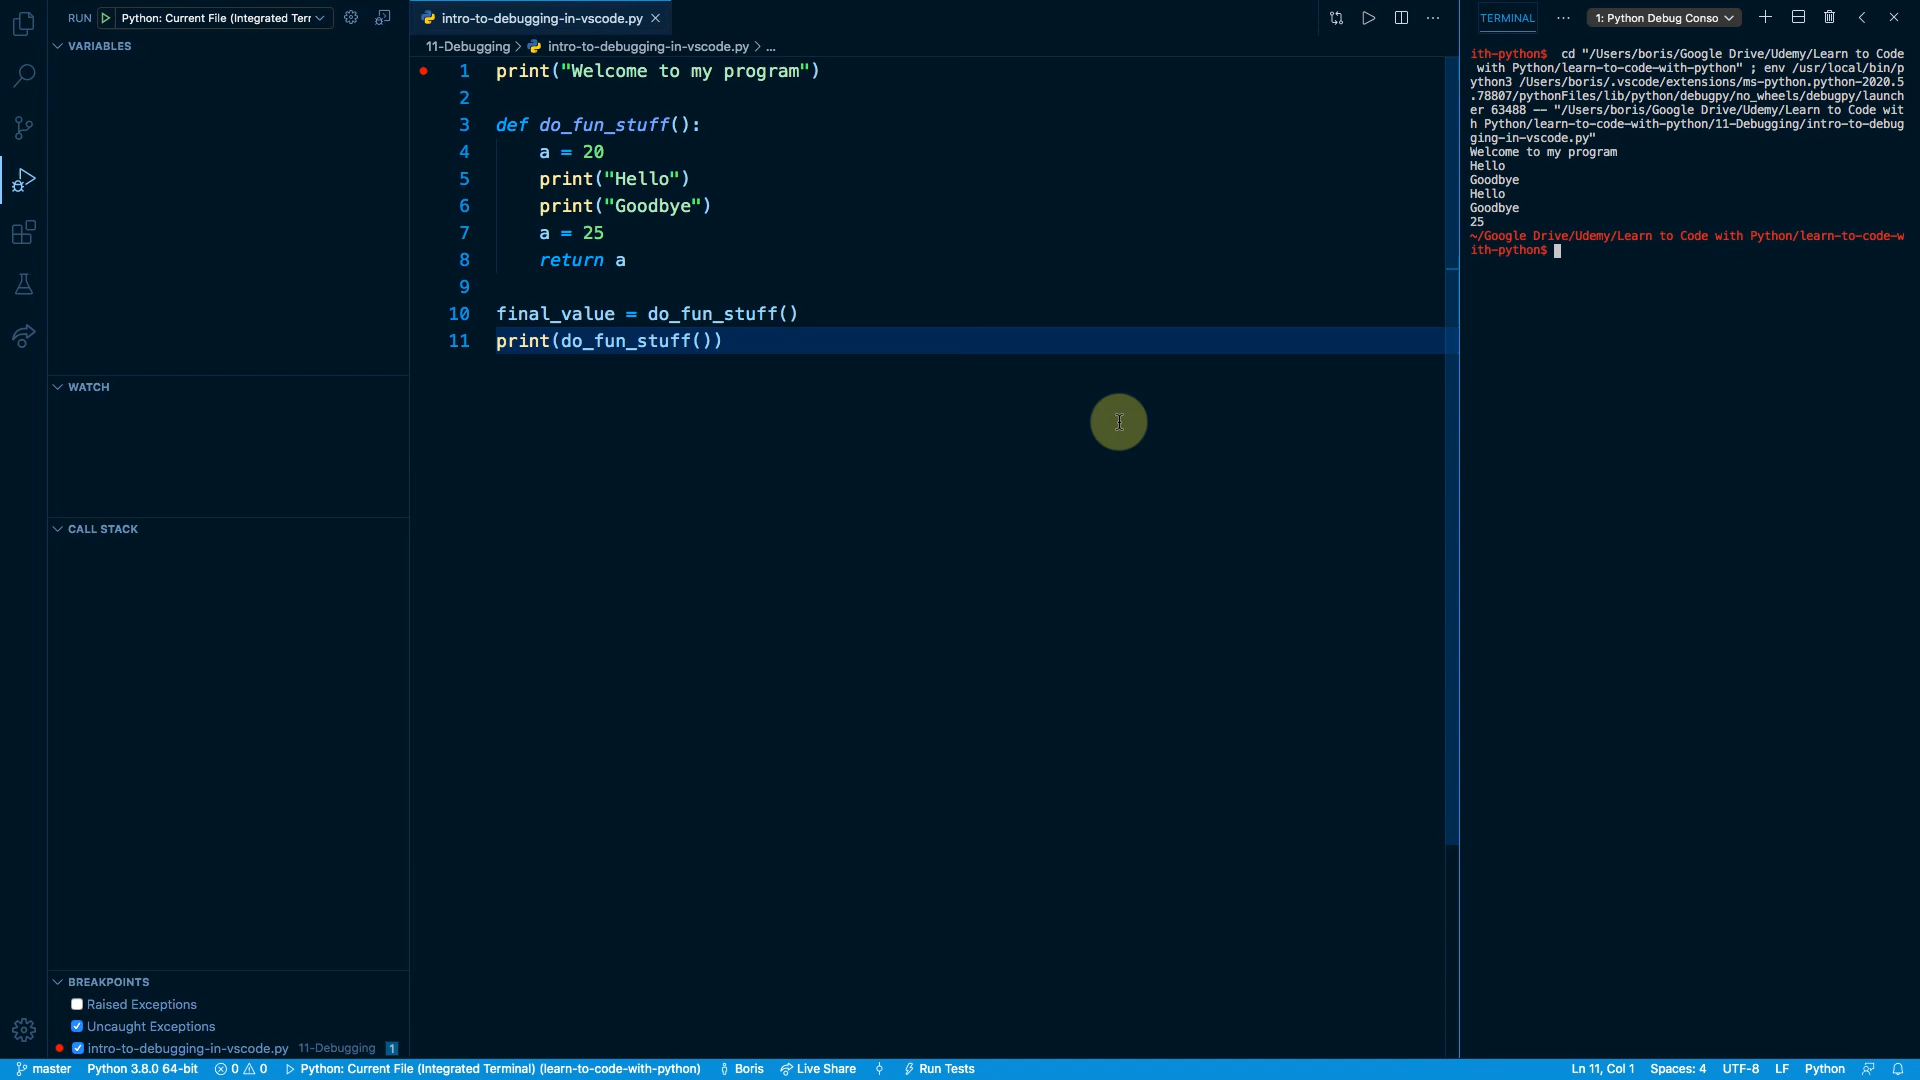 RUN Python: Current File (Integrated Terr
VARIABLES
WATCH
CALL STACK
BREAKPOINTS
Raised Exceptions
Uncaught Exceptions
intro-to-debugging-in-vscode.py 11-Debugging 1
intro-to-debugging-in-vscode.py
11-Debugging > intro-to-debugging-in-vscode.py > ...
1 print("Welcome to my program")
2
3 def do_fun_stuff():
4 a = 20
5 print("Hello")
6 print("Goodbye")
7 a = 25
8 return a
9
10 final_value = do_fun_stuff()
11 print(do_fun_stuff())
TERMINAL ... 1: Python Debug Conso
ith-python$ cd "/Users/boris/Google Drive/Udemy/Learn to Code
with Python/learn-to-code-with-python" ; env /usr/local/bin/p
ython3 /Users/boris/.vscode/extensions/ms-python.python-2020.5
.78807/pythonFiles/lib/python/debugpy/no_wheels/debugpy/launch
er 63488 -- "/Users/boris/Google Drive/Udemy/Learn to Code wit
h Python/learn-to-code-with-python/11-Debugging/intro-to-debug
ging-in-vscode.py"
Welcome to my program
Hello
Goodbye
Hello
Goodbye
25
~/Google Drive/Udemy/Learn to Code with Python/learn-to-code-w
ith-python$
master Python 3.8.0 64-bit 0 0 Python: Current File (Integrated Terminal) (learn-to-code-with-python) Boris Live Share Run Tests Ln 11, Col 1 Spaces: 4 UTF-8 LF Python